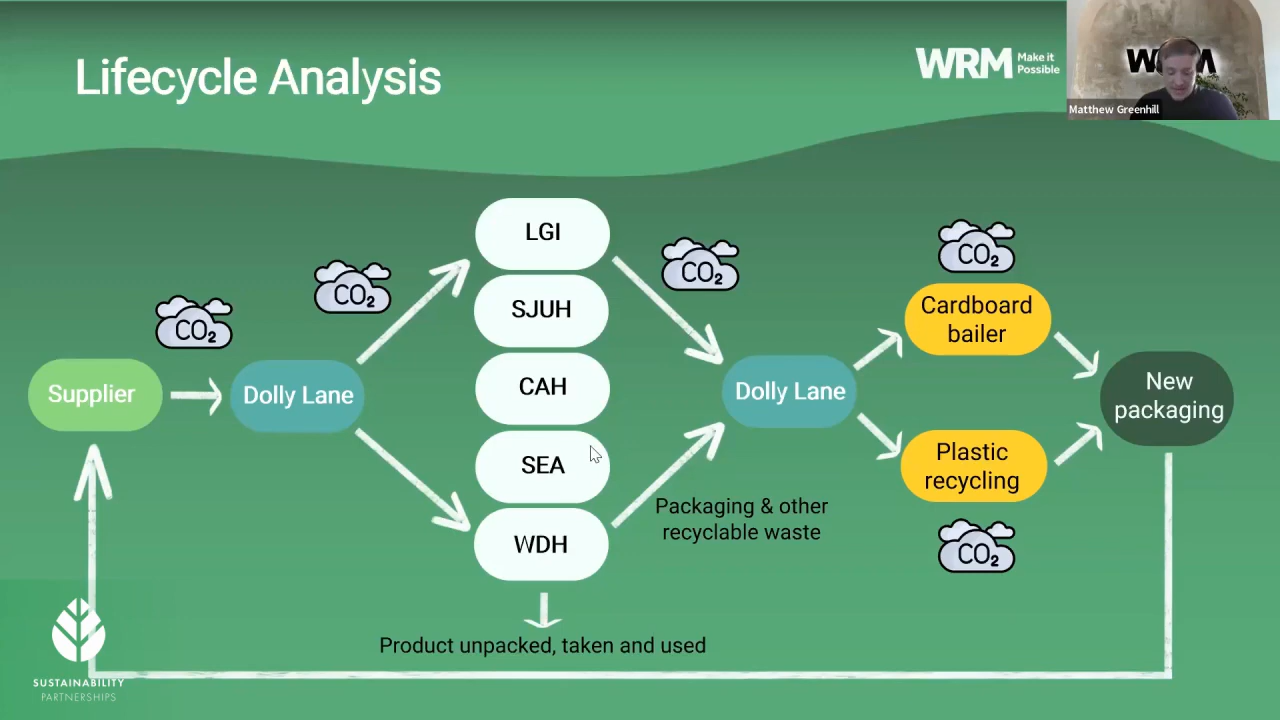 Lifecycle Analysis
WRM Make it
Possible
WRM
Matthew Greenhill
LGI
SJUH
CAH
SEA
WDH
CO₂
CO₂
CO₂
CO₂
CO₂
Supplier
Dolly Lane
Dolly Lane
Cardboard
bailer
Plastic
recycling
New
packaging
Packaging & other
recyclable waste
Product unpacked, taken and used
SUSTAINABILITY
PARTNERSHIPS